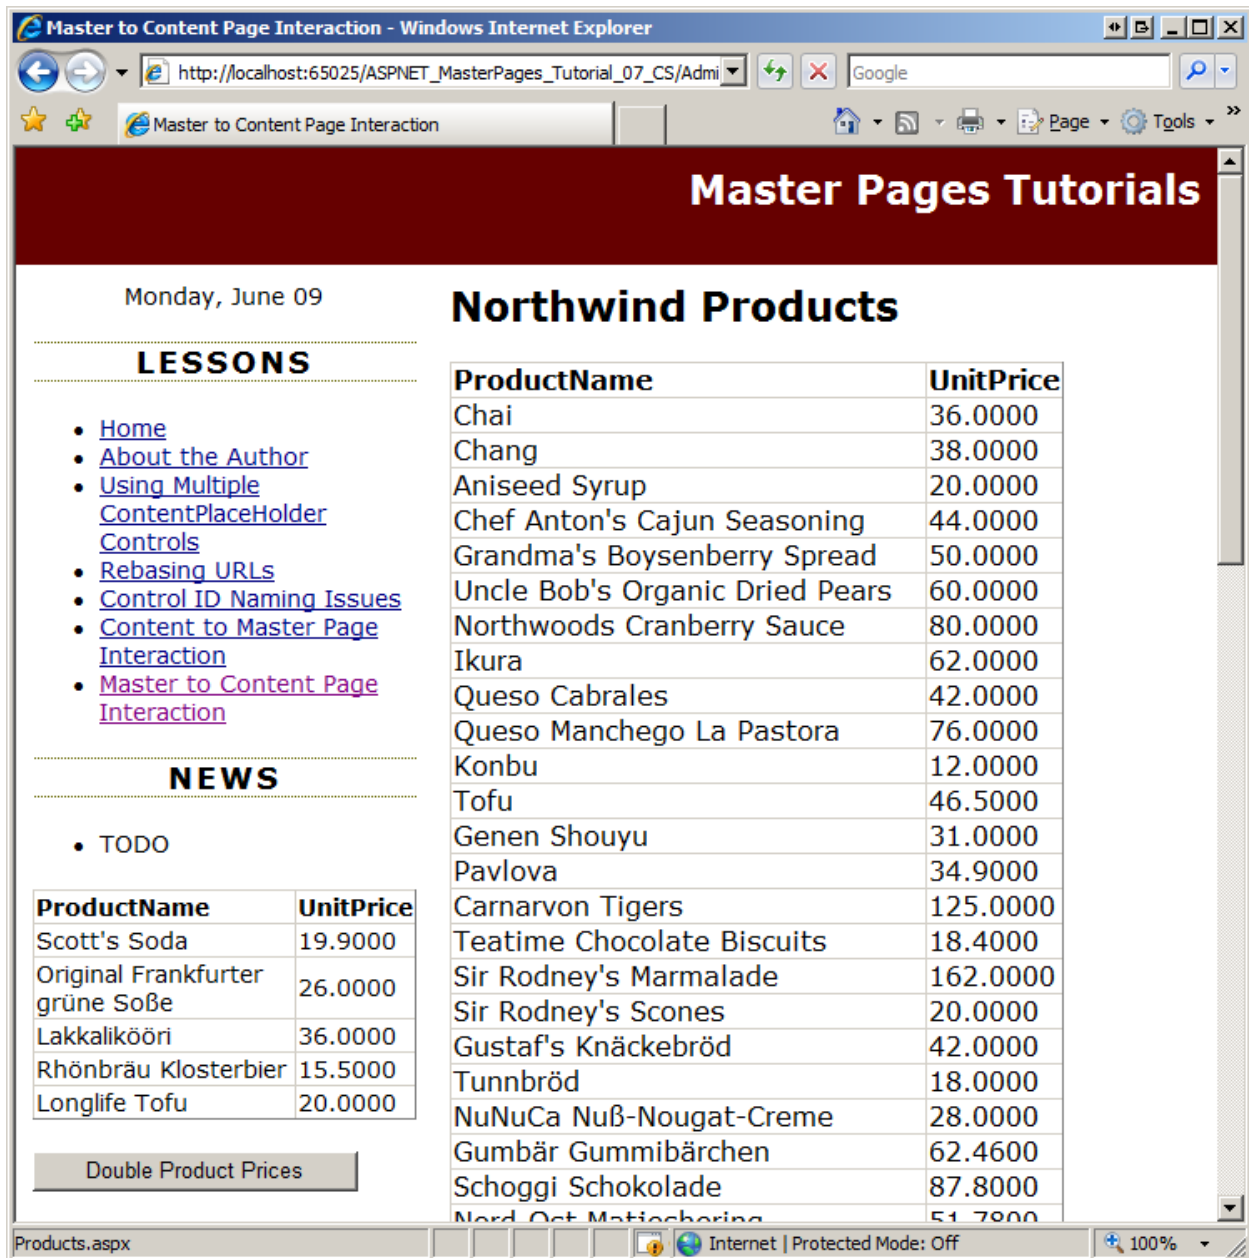 Master to Content Page Interaction - Windows Internet Explorer
http://localhost:65025/ASPNET_MasterPages_Tutorial_07_CS/Admi
Google
Master to Content Page Interaction
Page
Tools
Master Pages Tutorials
Monday, June 09
LESSONS
Home
About the Author
Using Multiple
ContentPlaceHolder
Controls
Rebasing URLs
Control ID Naming Issues
Content to Master Page
Interaction
Master to Content Page
Interaction
NEWS
TODO
ProductName UnitPrice
Scott's Soda 19.9000
Original Frankfurter
grüne Soße 26.0000
Lakkalikööri 36.0000
Rhönbräu Klosterbier 15.5000
Longlife Tofu 20.0000
Double Product Prices
Northwind Products
ProductName UnitPrice
Chai 36.0000
Chang 38.0000
Aniseed Syrup 20.0000
Chef Anton's Cajun Seasoning 44.0000
Grandma's Boysenberry Spread 50.0000
Uncle Bob's Organic Dried Pears 60.0000
Northwoods Cranberry Sauce 80.0000
Ikura 62.0000
Queso Cabrales 42.0000
Queso Manchego La Pastora 76.0000
Konbu 12.0000
Tofu 46.5000
Genen Shouyu 31.0000
Pavlova 34.9000
Carnarvon Tigers 125.0000
Teatime Chocolate Biscuits 18.4000
Sir Rodney's Marmalade 162.0000
Sir Rodney's Scones 20.0000
Gustaf's Knäckebröd 42.0000
Tunnbröd 18.0000
NuNuCa Nuß-Nougat-Creme 28.0000
Gumbär Gummibärchen 62.4600
Schoggi Schokolade 87.8000
Nord-Ost Matjeshering 51.7800
Products.aspx
Internet | Protected Mode: Off
100%